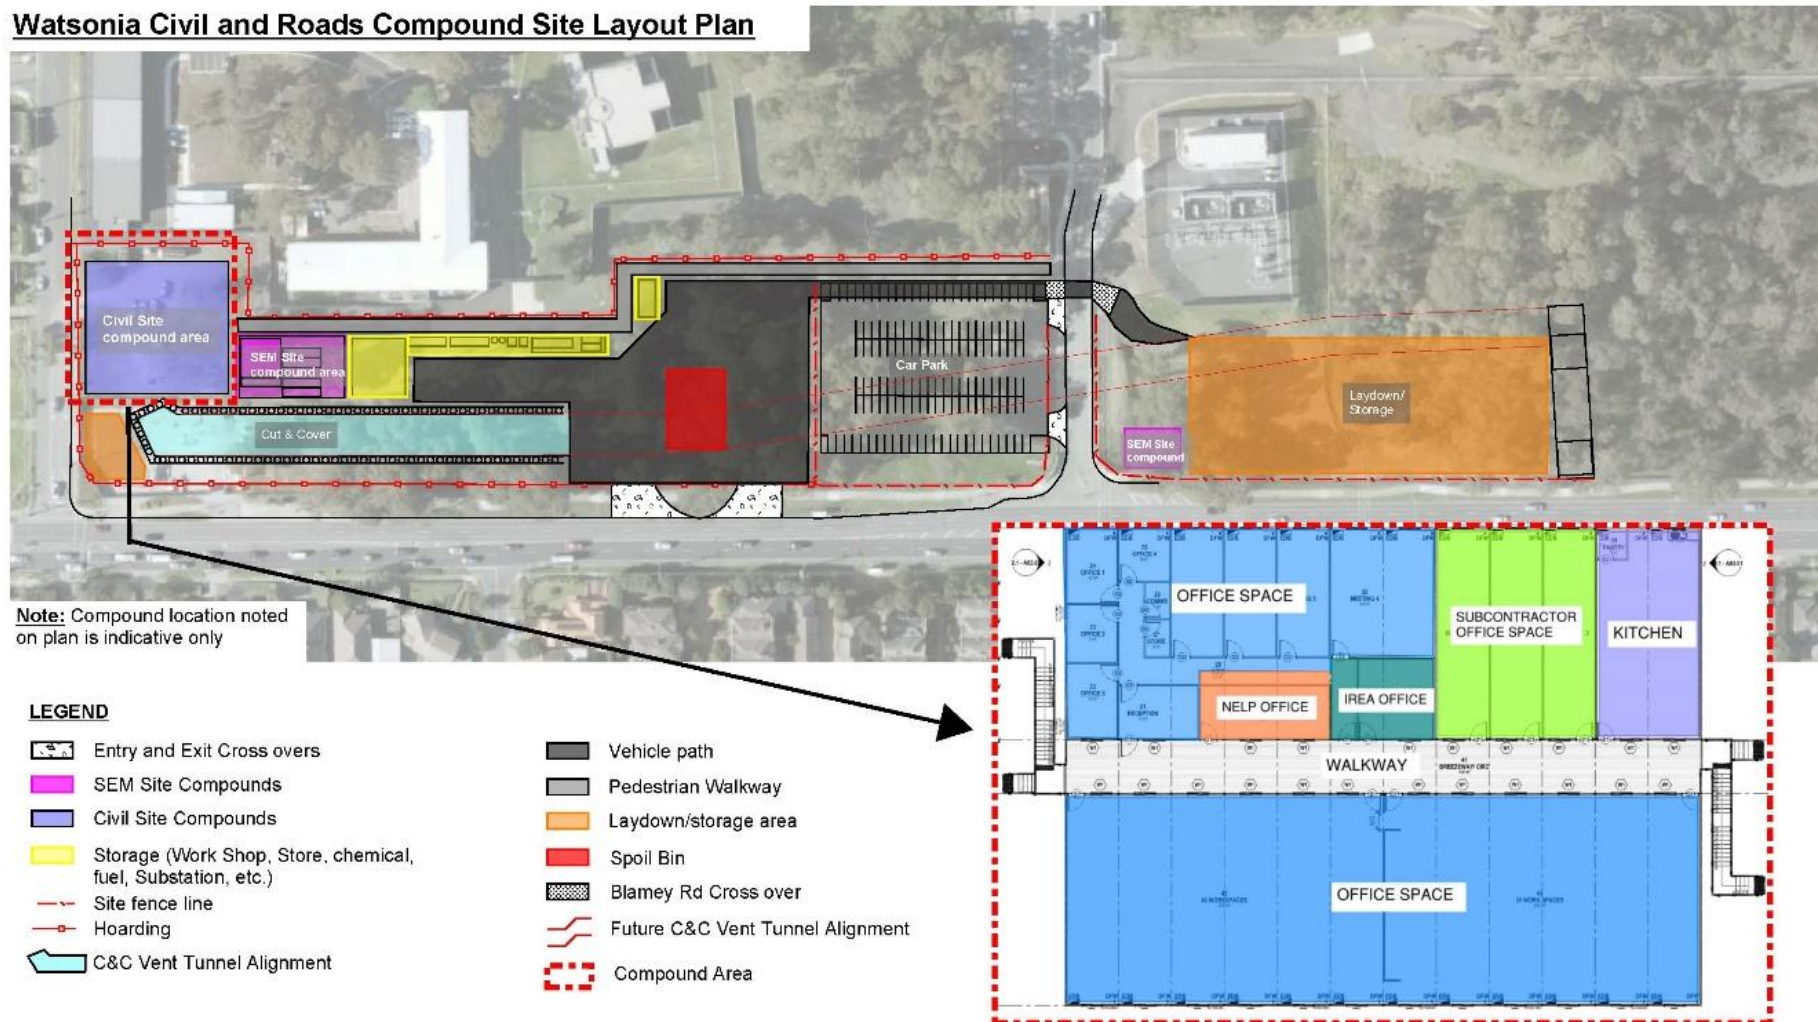 Watsonia Civil and Roads Compound Site Layout Plan
Civil Site
compound area
SEM Site
compound area
Car Park
Laydown/
Storage
Cut & Cover
SEM Site
compound
Note: Compound location noted
on plan is indicative only
OFFICE SPACE
SUBCONTRACTOR
OFFICE SPACE
KITCHEN
NELP OFFICE
IREA OFFICE
RECEPTION
WALKWAY
OFFICE SPACE
LEGEND
Entry and Exit Cross overs
SEM Site Compounds
Civil Site Compounds
Storage (Work Shop, Store, chemical,
fuel, Substation, etc.)
Site fence line
Hoarding
C&C Vent Tunnel Alignment
Vehicle path
Pedestrian Walkway
Laydown/storage area
Spoil Bin
Blamey Rd Cross over
Future C&C Vent Tunnel Alignment
Compound Area